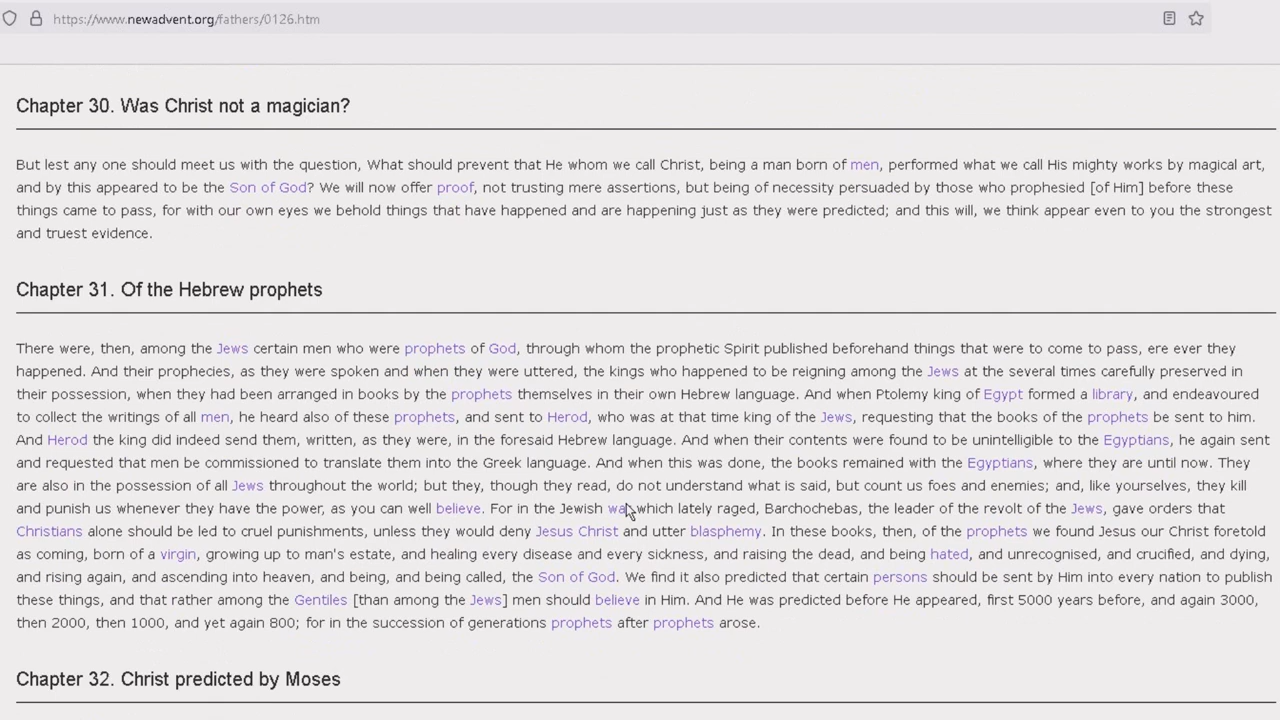 https://www.newadvent.org/fathers/0126.htm
Chapter 30. Was Christ not a magician?
But lest any one should meet us with the question, What should prevent that He whom we call Christ, being a man born of men, performed what we call His mighty works by magical art,
and by this appeared to be the Son of God? We will now offer proof, not trusting mere assertions, but being of necessity persuaded by those who prophesied [of Him] before these
things came to pass, for with our own eyes we behold things that have happened and are happening just as they were predicted; and this will, we think appear even to you the strongest
and truest evidence.
Chapter 31. Of the Hebrew prophets
There were, then, among the Jews certain men who were prophets of God, through whom the prophetic Spirit published beforehand things that were to come to pass, ere ever they
happened. And their prophecies, as they were spoken and when they were uttered, the kings who happened to be reigning among the Jews at the several times carefully preserved in
their possession, when they had been arranged in books by the prophets themselves in their own Hebrew language. And when Ptolemy king of Egypt formed a library, and endeavoured
to collect the writings of all men, he heard also of these prophets, and sent to Herod, who was at that time king of the Jews, requesting that the books of the prophets be sent to him.
And Herod the king did indeed send them, written, as they were, in the foresaid Hebrew language. And when their contents were found to be unintelligible to the Egyptians, he again sent
and requested that men be commissioned to translate them into the Greek language. And when this was done, the books remained with the Egyptians, where they are until now. They
are also in the possession of all Jews throughout the world; but they, though they read, do not understand what is said, but count us foes and enemies; and, like yourselves, they kill
and punish us whenever they have the power, as you can well believe. For in the Jewish war which lately raged, Barchochebas, the leader of the revolt of the Jews, gave orders that
Christians alone should be led to cruel punishments, unless they would deny Jesus Christ and utter blasphemy. In these books, then, of the prophets we found Jesus our Christ foretold
as coming, born of a virgin, growing up to man's estate, and healing every disease and every sickness, and raising the dead, and being hated, and unrecognised, and crucified, and dying,
and rising again, and ascending into heaven, and being, and being called, the Son of God. We find it also predicted that certain persons should be sent by Him into every nation to publish
these things, and that rather among the Gentiles [than among the Jews] men should believe in Him. And He was predicted before He appeared, first 5000 years before, and again 3000,
then 2000, then 1000, and yet again 800; for in the succession of generations prophets after prophets arose.
Chapter 32. Christ predicted by Moses